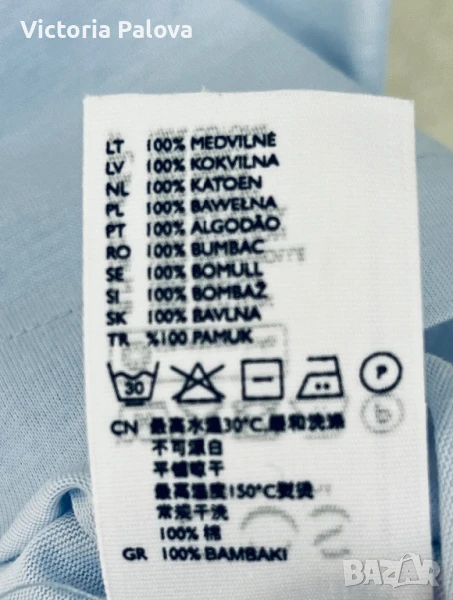 Victoria Palova
LT 100% MEDVILNĖ
LV 100% KOKVILNA
NL 100% KATOEN
PL 100% BAWEŁNA
PT 100% ALGODÃO
RO 100% BUMBAC
SE 100% BOMULL
SI 100% BOMBAŽ
SK 100% BAVLNA
TR %100 PAMUK
30 P
CN 最高水温30°C,最和洗涤
不可漂白
平铺晾干
最高温度150°C熨烫
常规干洗
100% 棉
GR 100% BAMBAKI
BAZAR